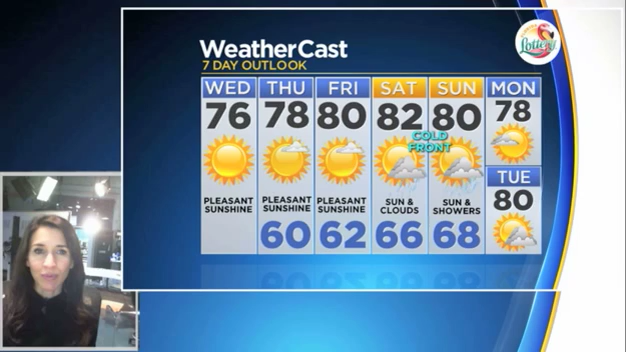 WeatherCast
7 DAY OUTLOOK
WED THU FRI SAT SUN MON
76 78 80 82 80 78
COLD
FRONT
TUE
80
PLEASANT
SUNSHINE
PLEASANT
SUNSHINE
PLEASANT
SUNSHINE
SUN &
CLOUDS
SUN &
SHOWERS
60 62 66 68
Lottery